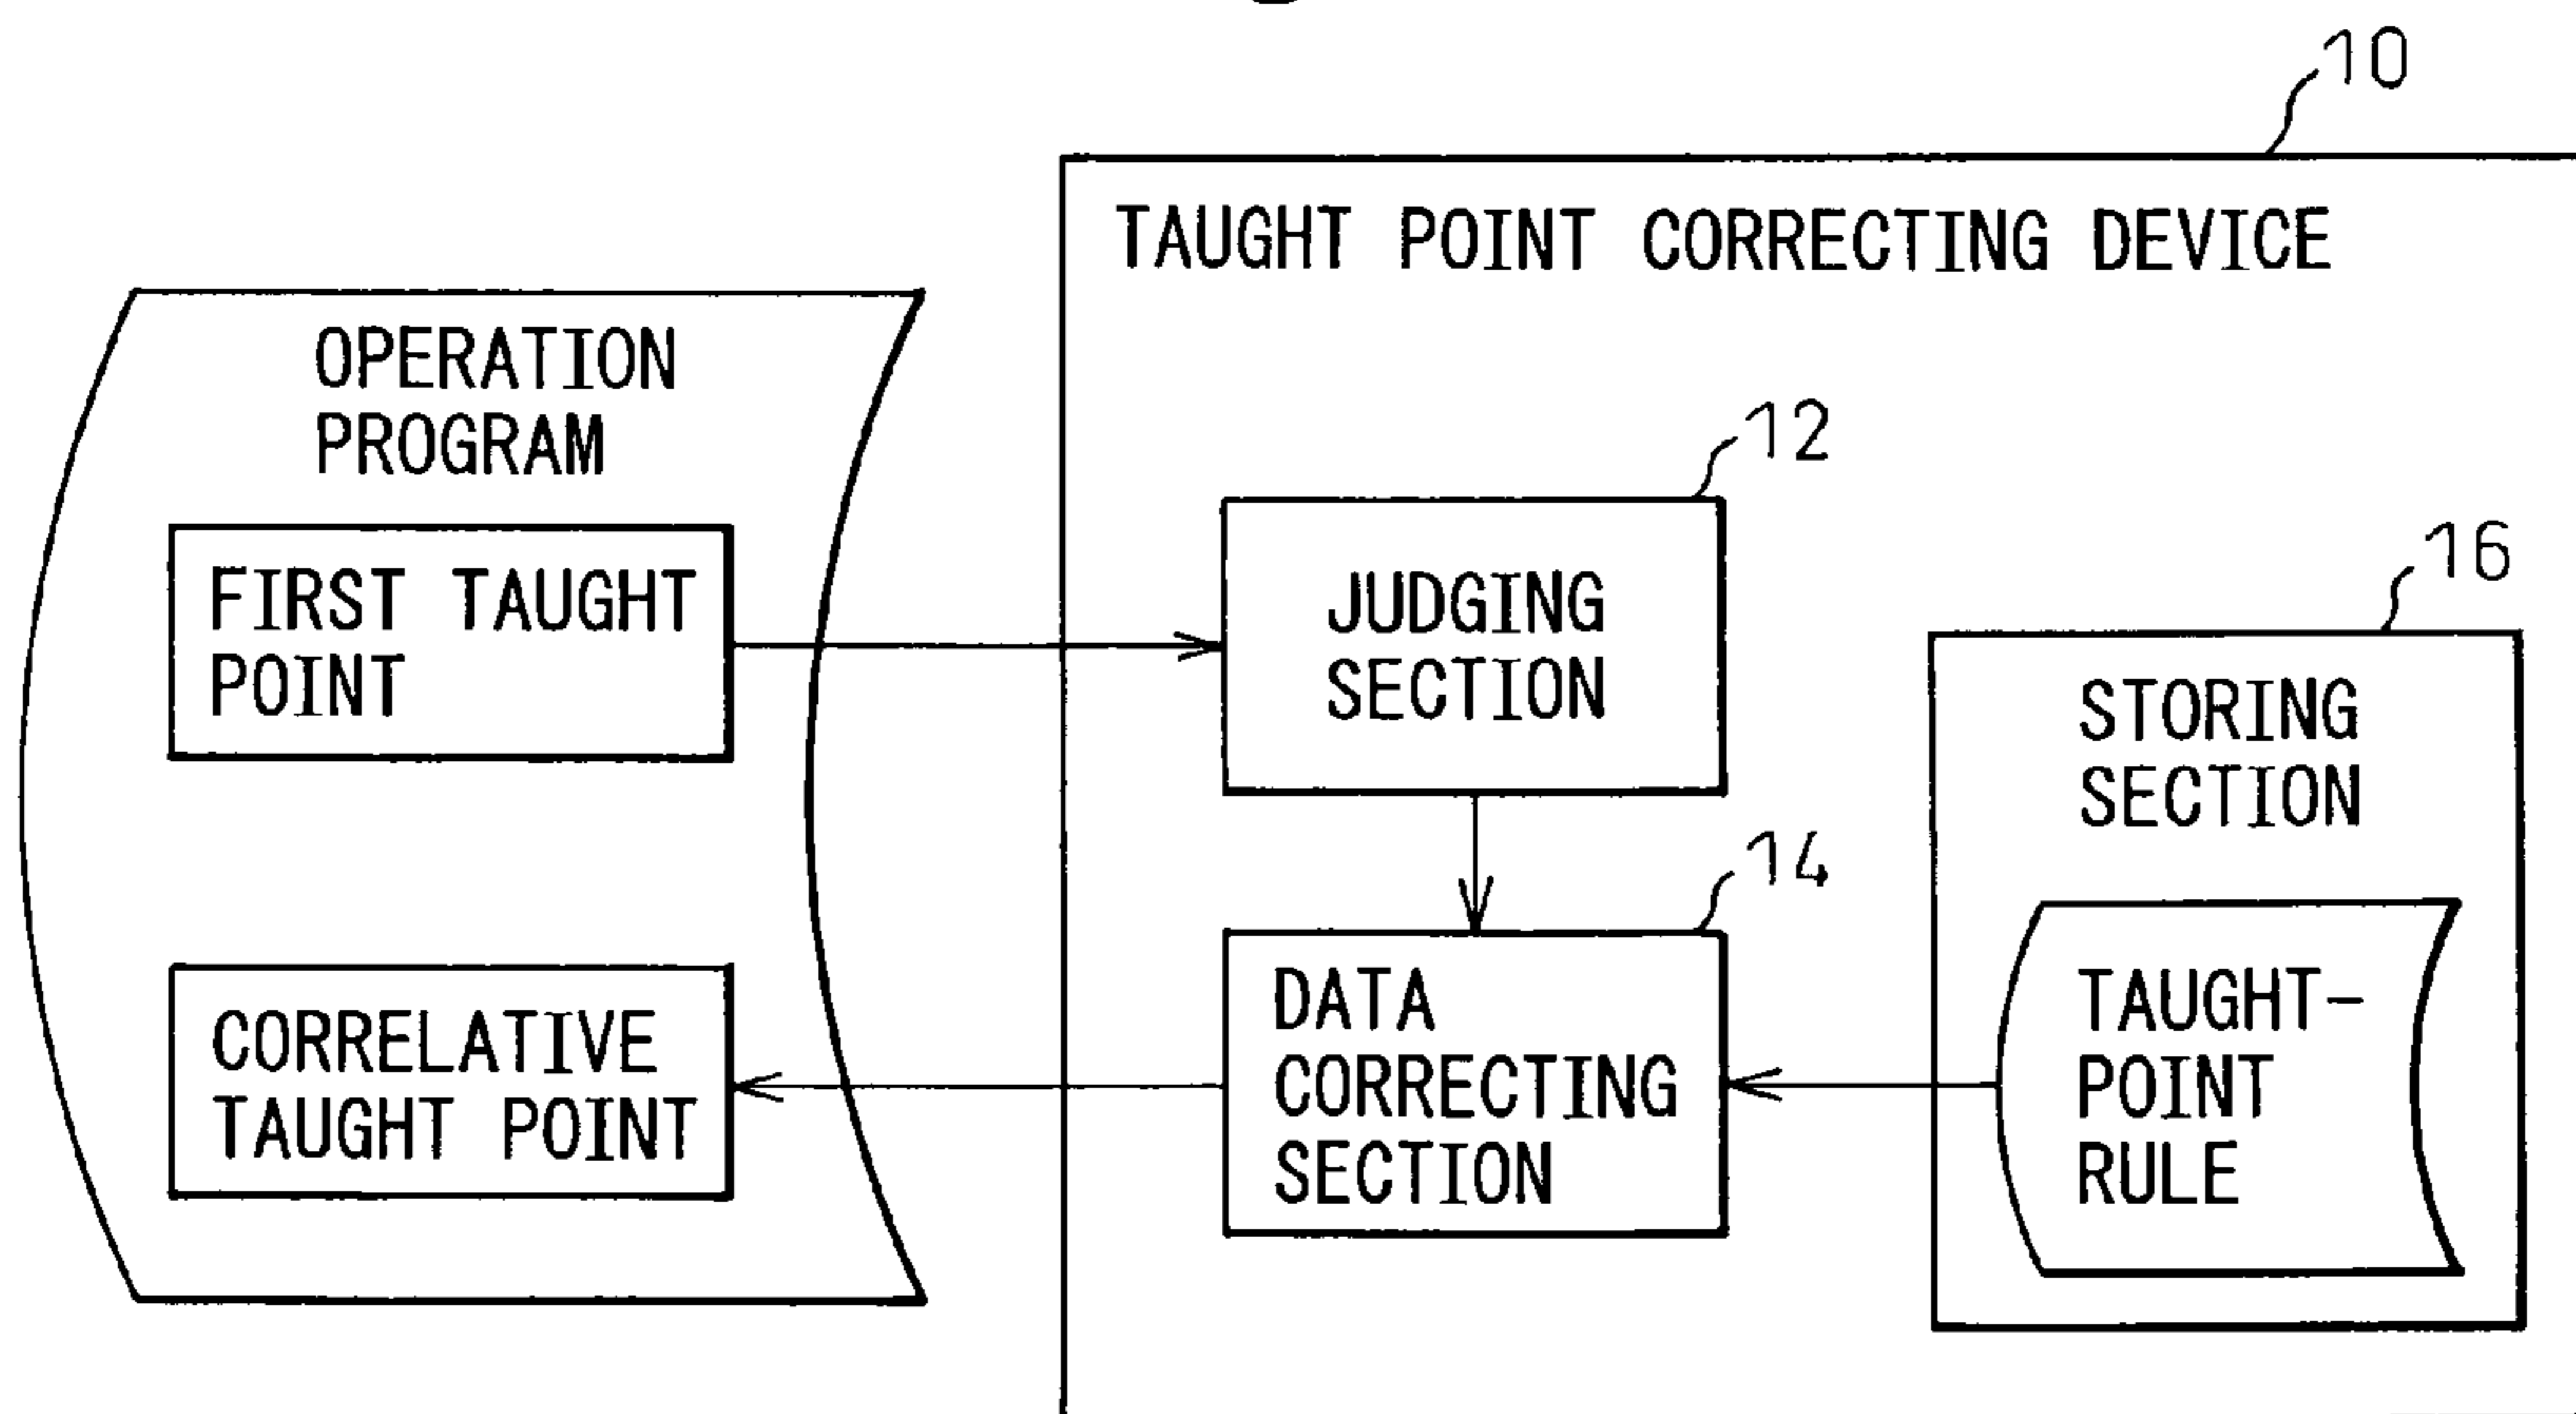 10
TAUGHT POINT CORRECTING DEVICE
OPERATION
PROGRAM
FIRST TAUGHT
POINT
CORRELATIVE
TAUGHT POINT
12
JUDGING
SECTION
14
DATA
CORRECTING
SECTION
16
STORING
SECTION
TAUGHT-
POINT
RULE